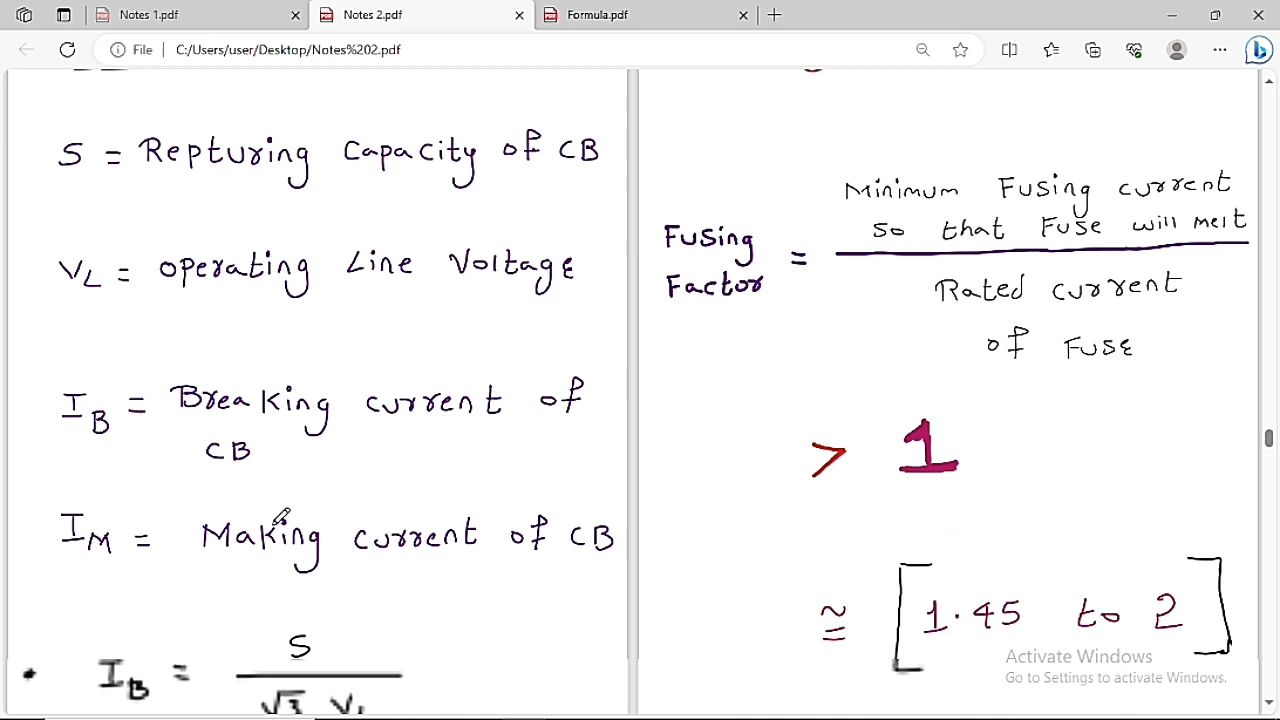 Notes 1.pdf
Notes 2.pdf
Formula.pdf
File
C:/Users/user/Desktop/Notes%202.pdf
S = Repturing Capacity of CB
VL = Operating Line Voltage
IB = Breaking current of
CB
IM = Making current of CB
• IB = S
√3 VL
Minimum Fusing current
so that Fuse will melt
Fusing
Factor =
Rated current
of Fuse
> 1
≅ [1.45 to 2]
Activate Windows
Go to Settings to activate Windows.